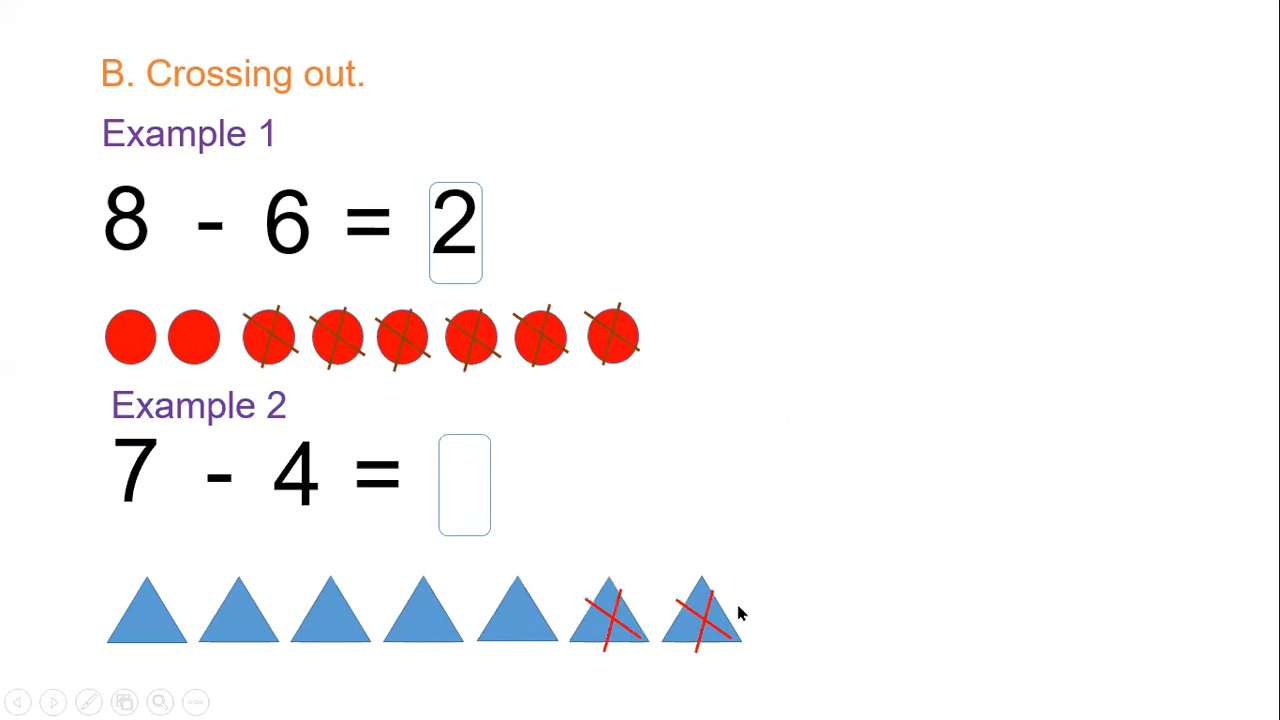 B. Crossing out.
Example 1
8 - 6 = 2
Example 2
7 - 4 =